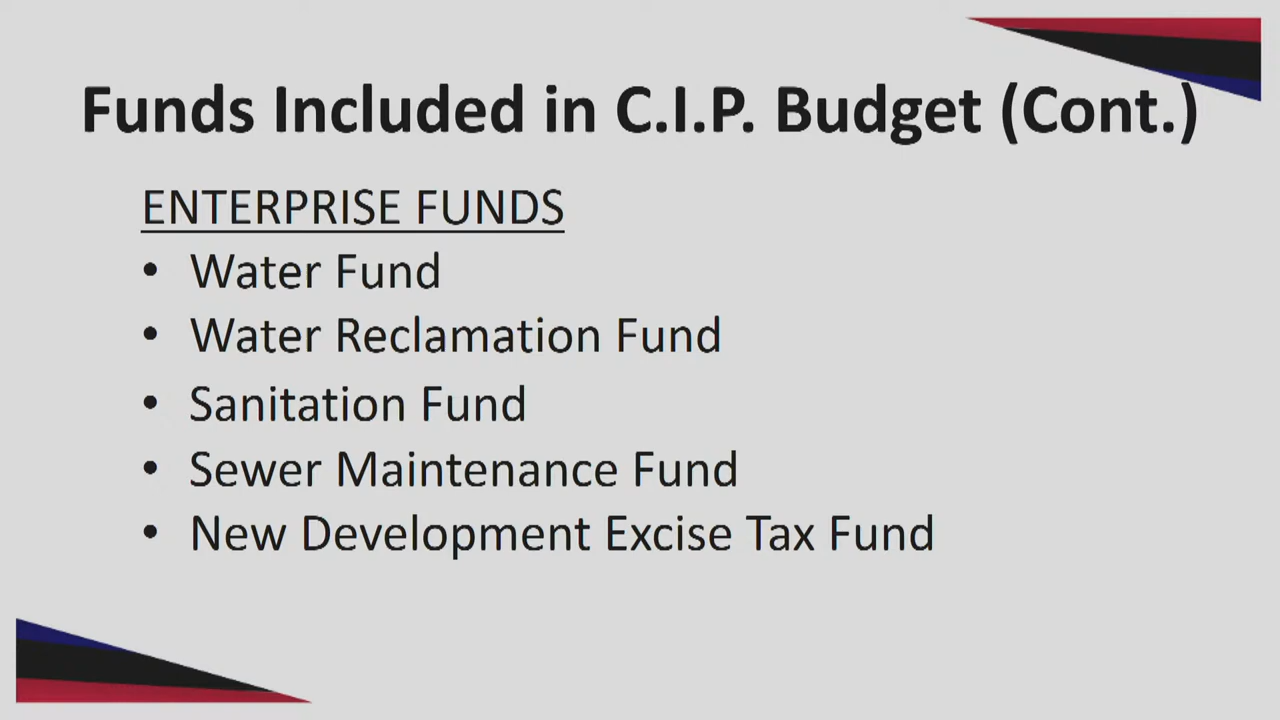 Funds Included in C.I.P. Budget (Cont.)
ENTERPRISE FUNDS
• Water Fund
• Water Reclamation Fund
• Sanitation Fund
• Sewer Maintenance Fund
• New Development Excise Tax Fund